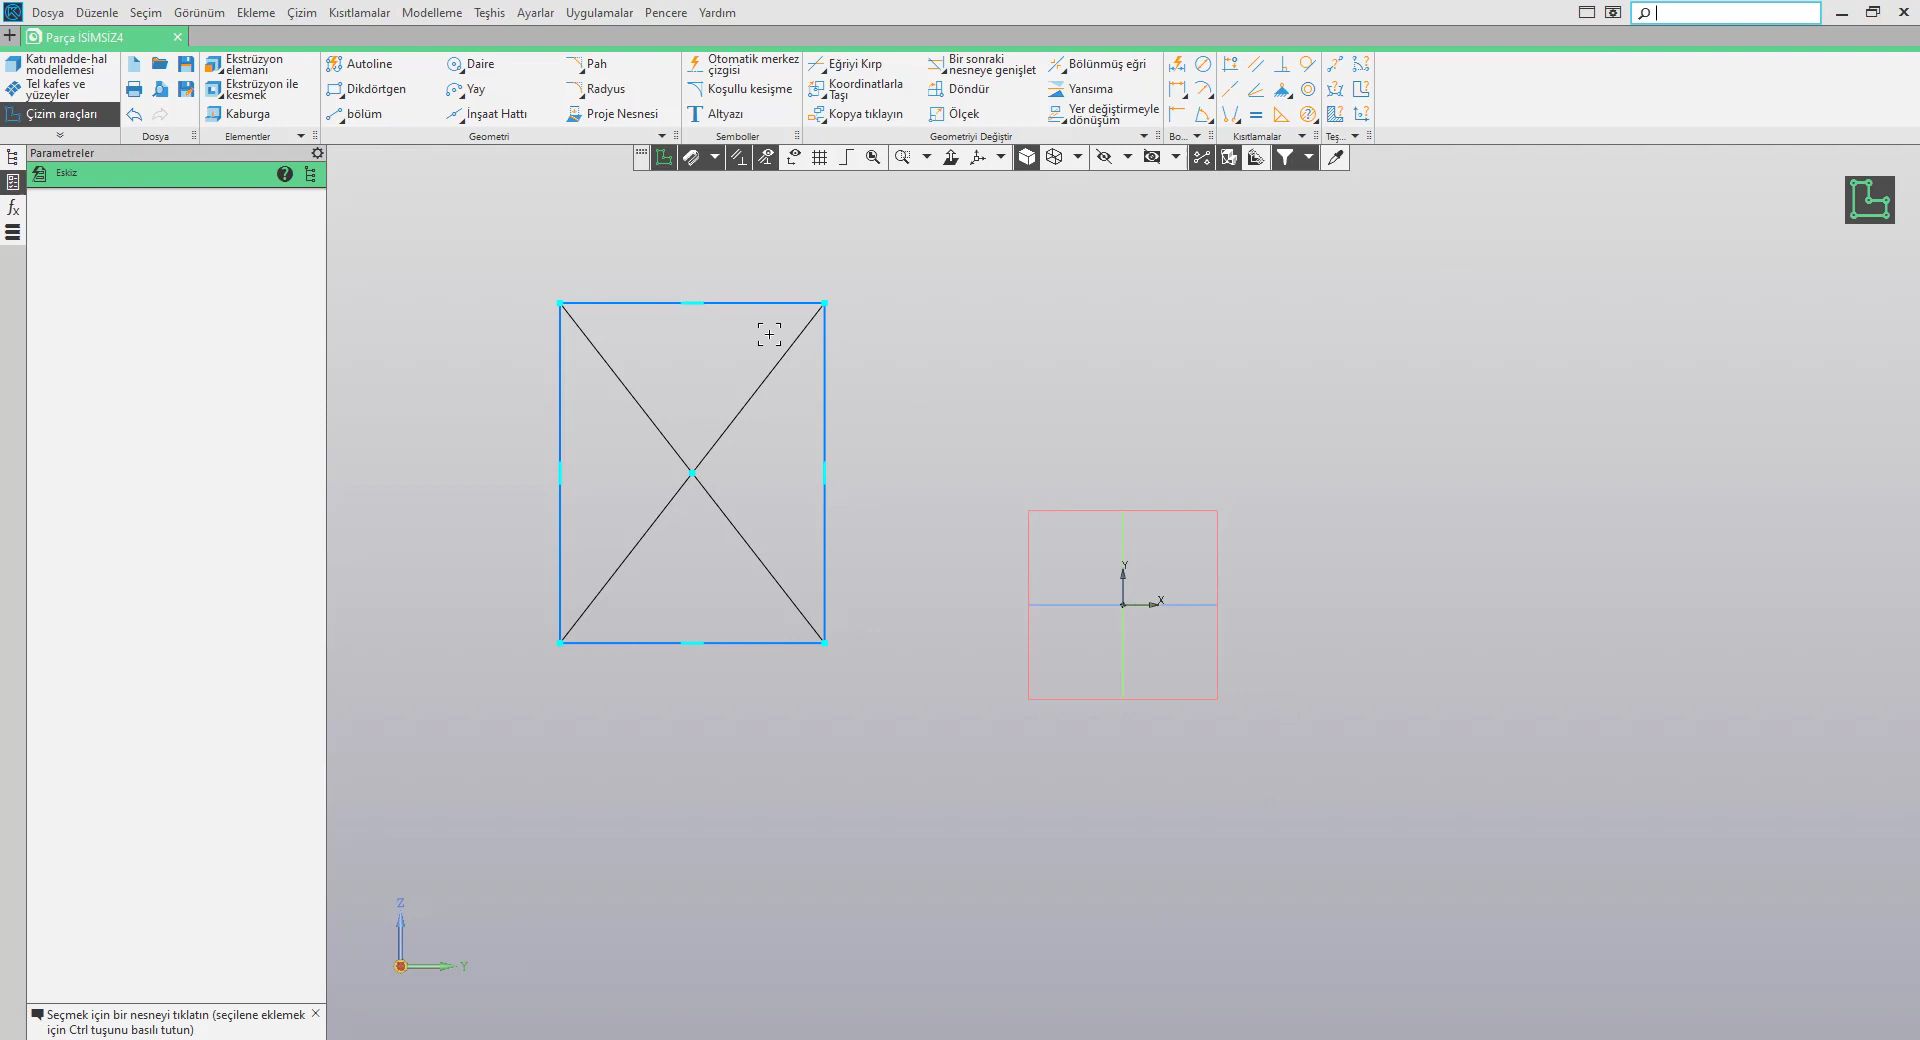 Dosya Düzenle Seçim Görünüm Ekleme Çizim Kısıtlamalar Modelleme Teşhis Ayarlar Uygulamalar Pencere Yardım
Parça İSİMSİZ4
Katı madde-hal
modellemesi
Tel kafes ve
yüzeyler
Çizim araçları
Dosya
Ekstrüzyon
elemanı
Ekstrüzyon ile
kesmek
Kaburga
Elementler
Autoline Daire Pah
Dikdörtgen Yay Radyus
bölüm İnşaat Hattı Proje Nesnesi
Geometri
Otomatik merkez
çizgisi
Koşullu kesişme
Altyazı
Semboller
Eğriyi Kırp
Koordinatlarla
Taşı
Kopya tıklayın
Bir sonraki
nesneye genişlet
Döndür
Ölçek
Bölünmüş eğri
Yansıma
Yer değiştirmeyle
dönüşüm
Geometriyi Değiştir
Bo...
Kısıtlamalar
Teş...
Parametreler
Eskiz
fx
Y
X
Z
Y
Seçmek için bir nesneyi tıklatın (seçilene eklemek
için Ctrl tuşunu basılı tutun)